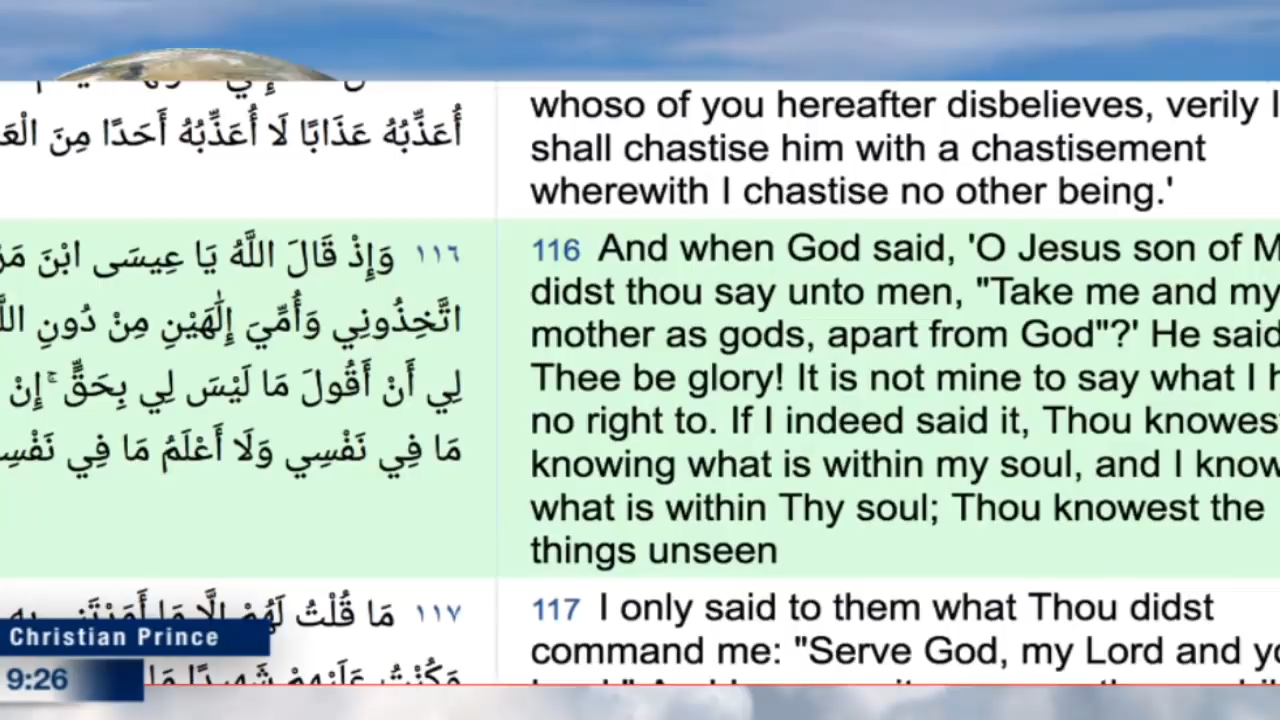 أُعَذِّبُهُ عَذَابًا لَا أُعَذِّبُهُ أَحَدًا مِنَ
١١٦ وَإِذْ قَالَ اللَّهُ يَا عِيسَى ابْنَ
اتَّخِذُونِي وَأُمِّيَ إِلَٰهَيْنِ مِنْ دُونِ
لِي أَنْ أَقُولَ مَا لَيْسَ لِي بِحَقٍّ ۚ إِنْ
مَا فِي نَفْسِي وَلَا أَعْلَمُ مَا فِي
١١٧ مَا قُلْتُ لَهُمْ إِلَّا مَا أَمَرْتَنِي بِهِ
وَكُنْتُ عَلَيْهِمْ شَهِيدًا مَا
whoso of you hereafter disbelieves, verily I
shall chastise him with a chastisement
wherewith I chastise no other being.'
116 And when God said, 'O Jesus son of M
didst thou say unto men, "Take me and my
mother as gods, apart from God"?' He said
Thee be glory! It is not mine to say what I h
no right to. If I indeed said it, Thou knowes
knowing what is within my soul, and I know
what is within Thy soul; Thou knowest the
things unseen
117 I only said to them what Thou didst
command me: "Serve God, my Lord and yo
Christian Prince
9:26